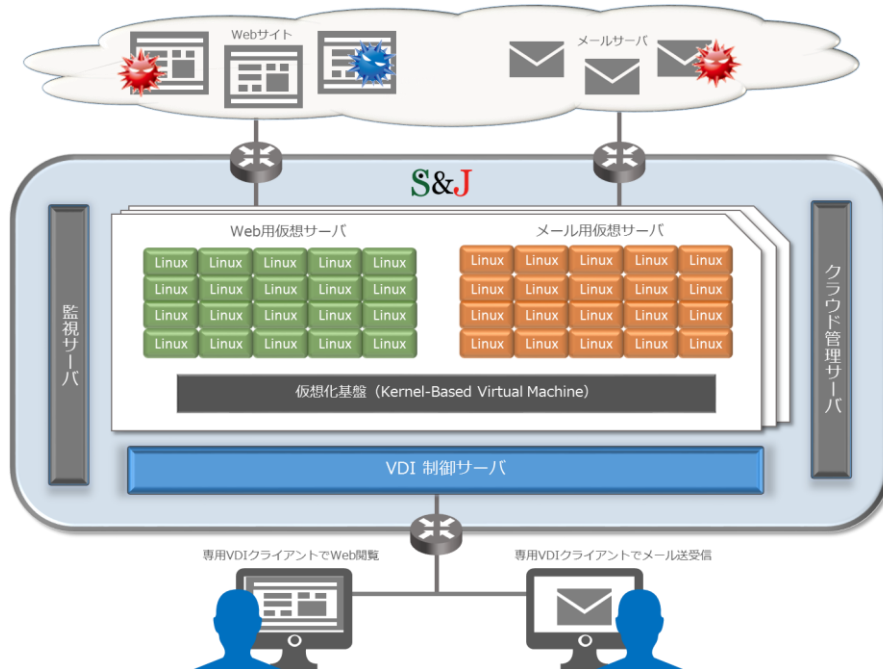 Webサイト
メールサーバ
S&J
Web用仮想サーバ
メール用仮想サーバ
Linux Linux Linux Linux Linux
Linux Linux Linux Linux Linux
Linux Linux Linux Linux Linux
Linux Linux Linux Linux Linux
Linux Linux Linux Linux Linux
Linux Linux Linux Linux Linux
Linux Linux Linux Linux Linux
Linux Linux Linux Linux Linux
監視サーバ
クラウド管理サーバ
仮想化基盤（Kernel-Based Virtual Machine）
VDI 制御サーバ
専用VDIクライアントでWeb閲覧
専用VDIクライアントでメール送受信